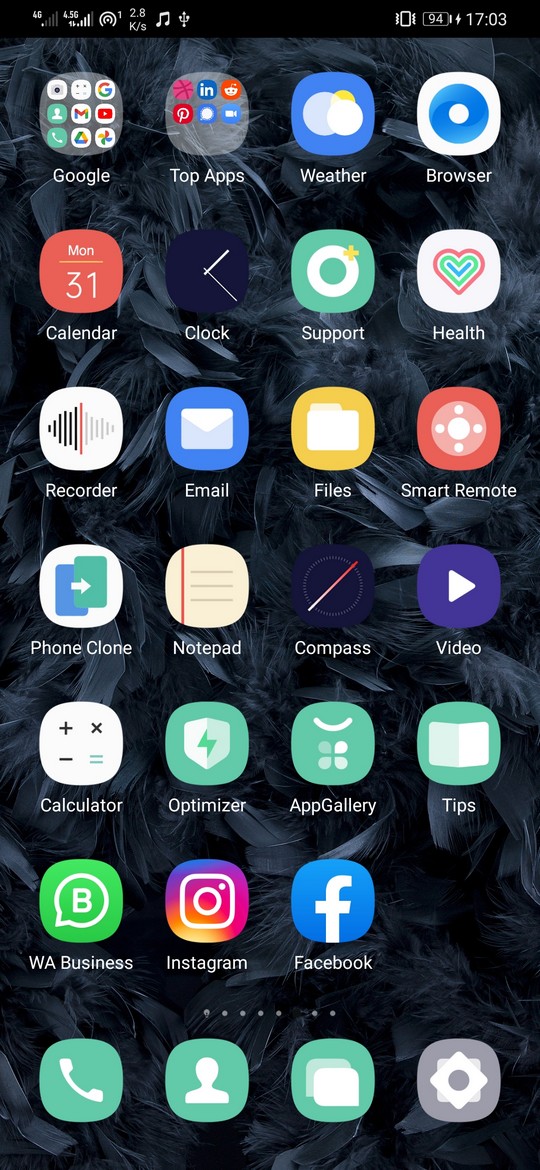 4G 4.5G 1 2.8 K/s 94 17:03
Google Top Apps Weather Browser
Mon
31
Calendar Clock Support Health
Recorder Email Files Smart Remote
Phone Clone Notepad Compass Video
Calculator Optimizer AppGallery Tips
B
WA Business Instagram Facebook